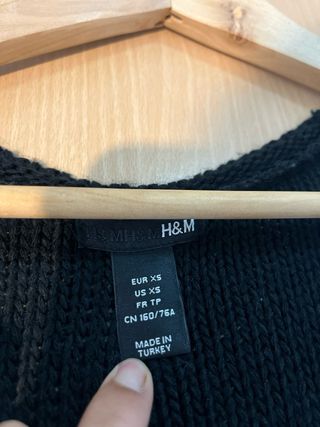 H&M
EUR XS
US XS
FR TP
CN 160/76A
MADE IN
TURKEY